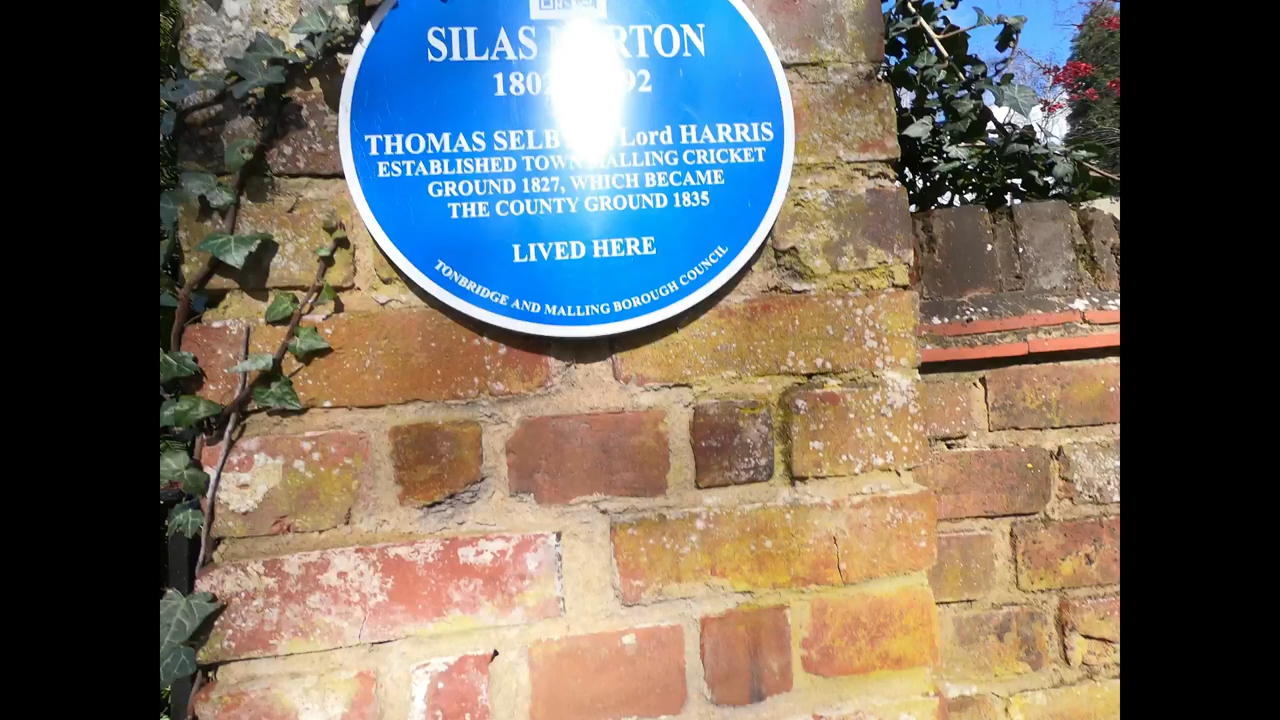 SILAS
THOMAS Lord HARRIS
ESTABLISHED TOWN MALLING CRICKET
GROUND 1827, WHICH BECAME
THE COUNTY GROUND 1835
LIVED HERE
TONBRIDGE AND MALLING BOROUGH COUNCIL